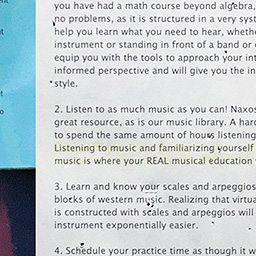 you have had a math course beyond algebra,
no problems, as it is structured in a very sys
help you learn what you need to hear, whethe
instrument or standing in front of a band or
equip you with the tools to approach your int
informed perspective and will give you the in
style.
2. Listen to as much music as you can! Naxos
great resource, as is our music library. A hard
to spend the same amount of hours listening
Listening to music and familiarizing yourself
music is where your REAL musical education
3. Learn and know your scales and arpeggios
blocks of western music. Realizing that virtua
is constructed with scales and arpeggios will
instrument exponentially easier.
4. Schedule your practice time as though it w